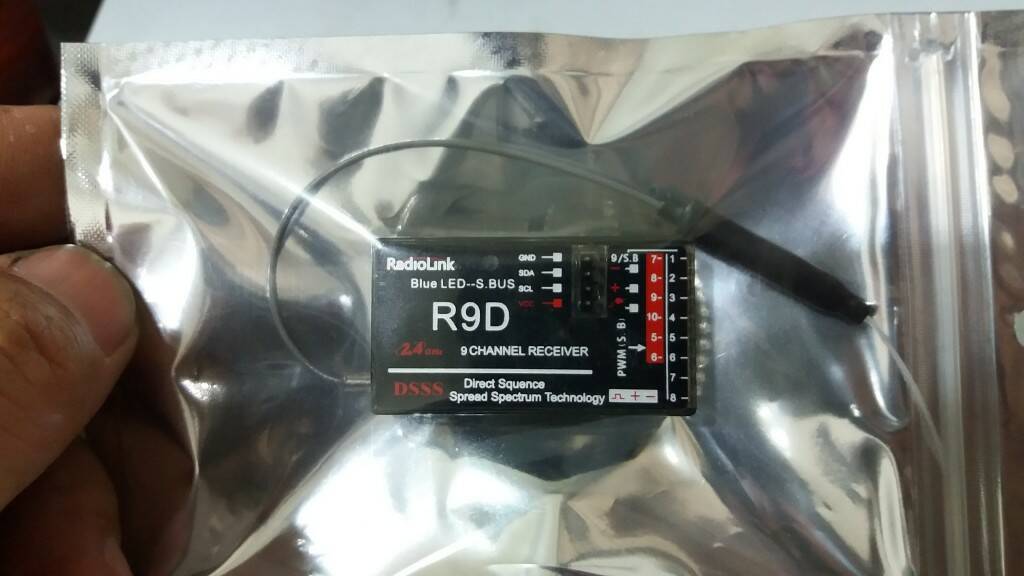 RadioLink
Blue LED--S.BUS
R9D
2.4GHz 9 CHANNEL RECEIVER
DSSS Direct Squence
Spread Spectrum Technology
GND
SDA
SCL
VCC
9/S.B
-
+
PWM(S.B)
7- 1
8- 2
9- 3
10- 4
5- 5
6- 6
7
8
+ -